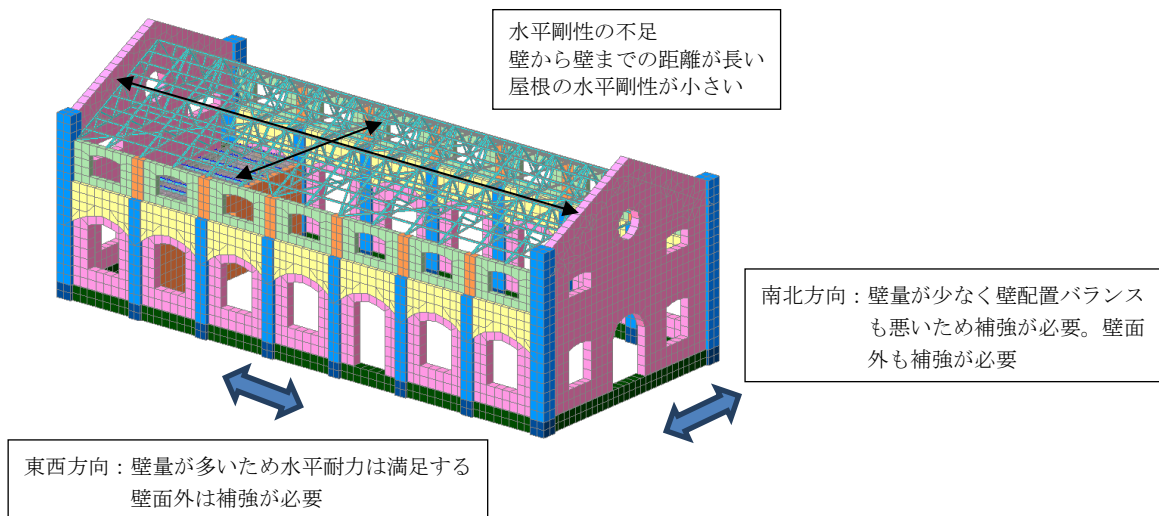 水平剛性の不足
壁から壁までの距離が長い
屋根の水平剛性が小さい
南北方向：壁量が少なく壁配置バランス
も悪いため補強が必要。壁面
外も補強が必要
東西方向：壁量が多いため水平耐力は満足する
壁面外は補強が必要